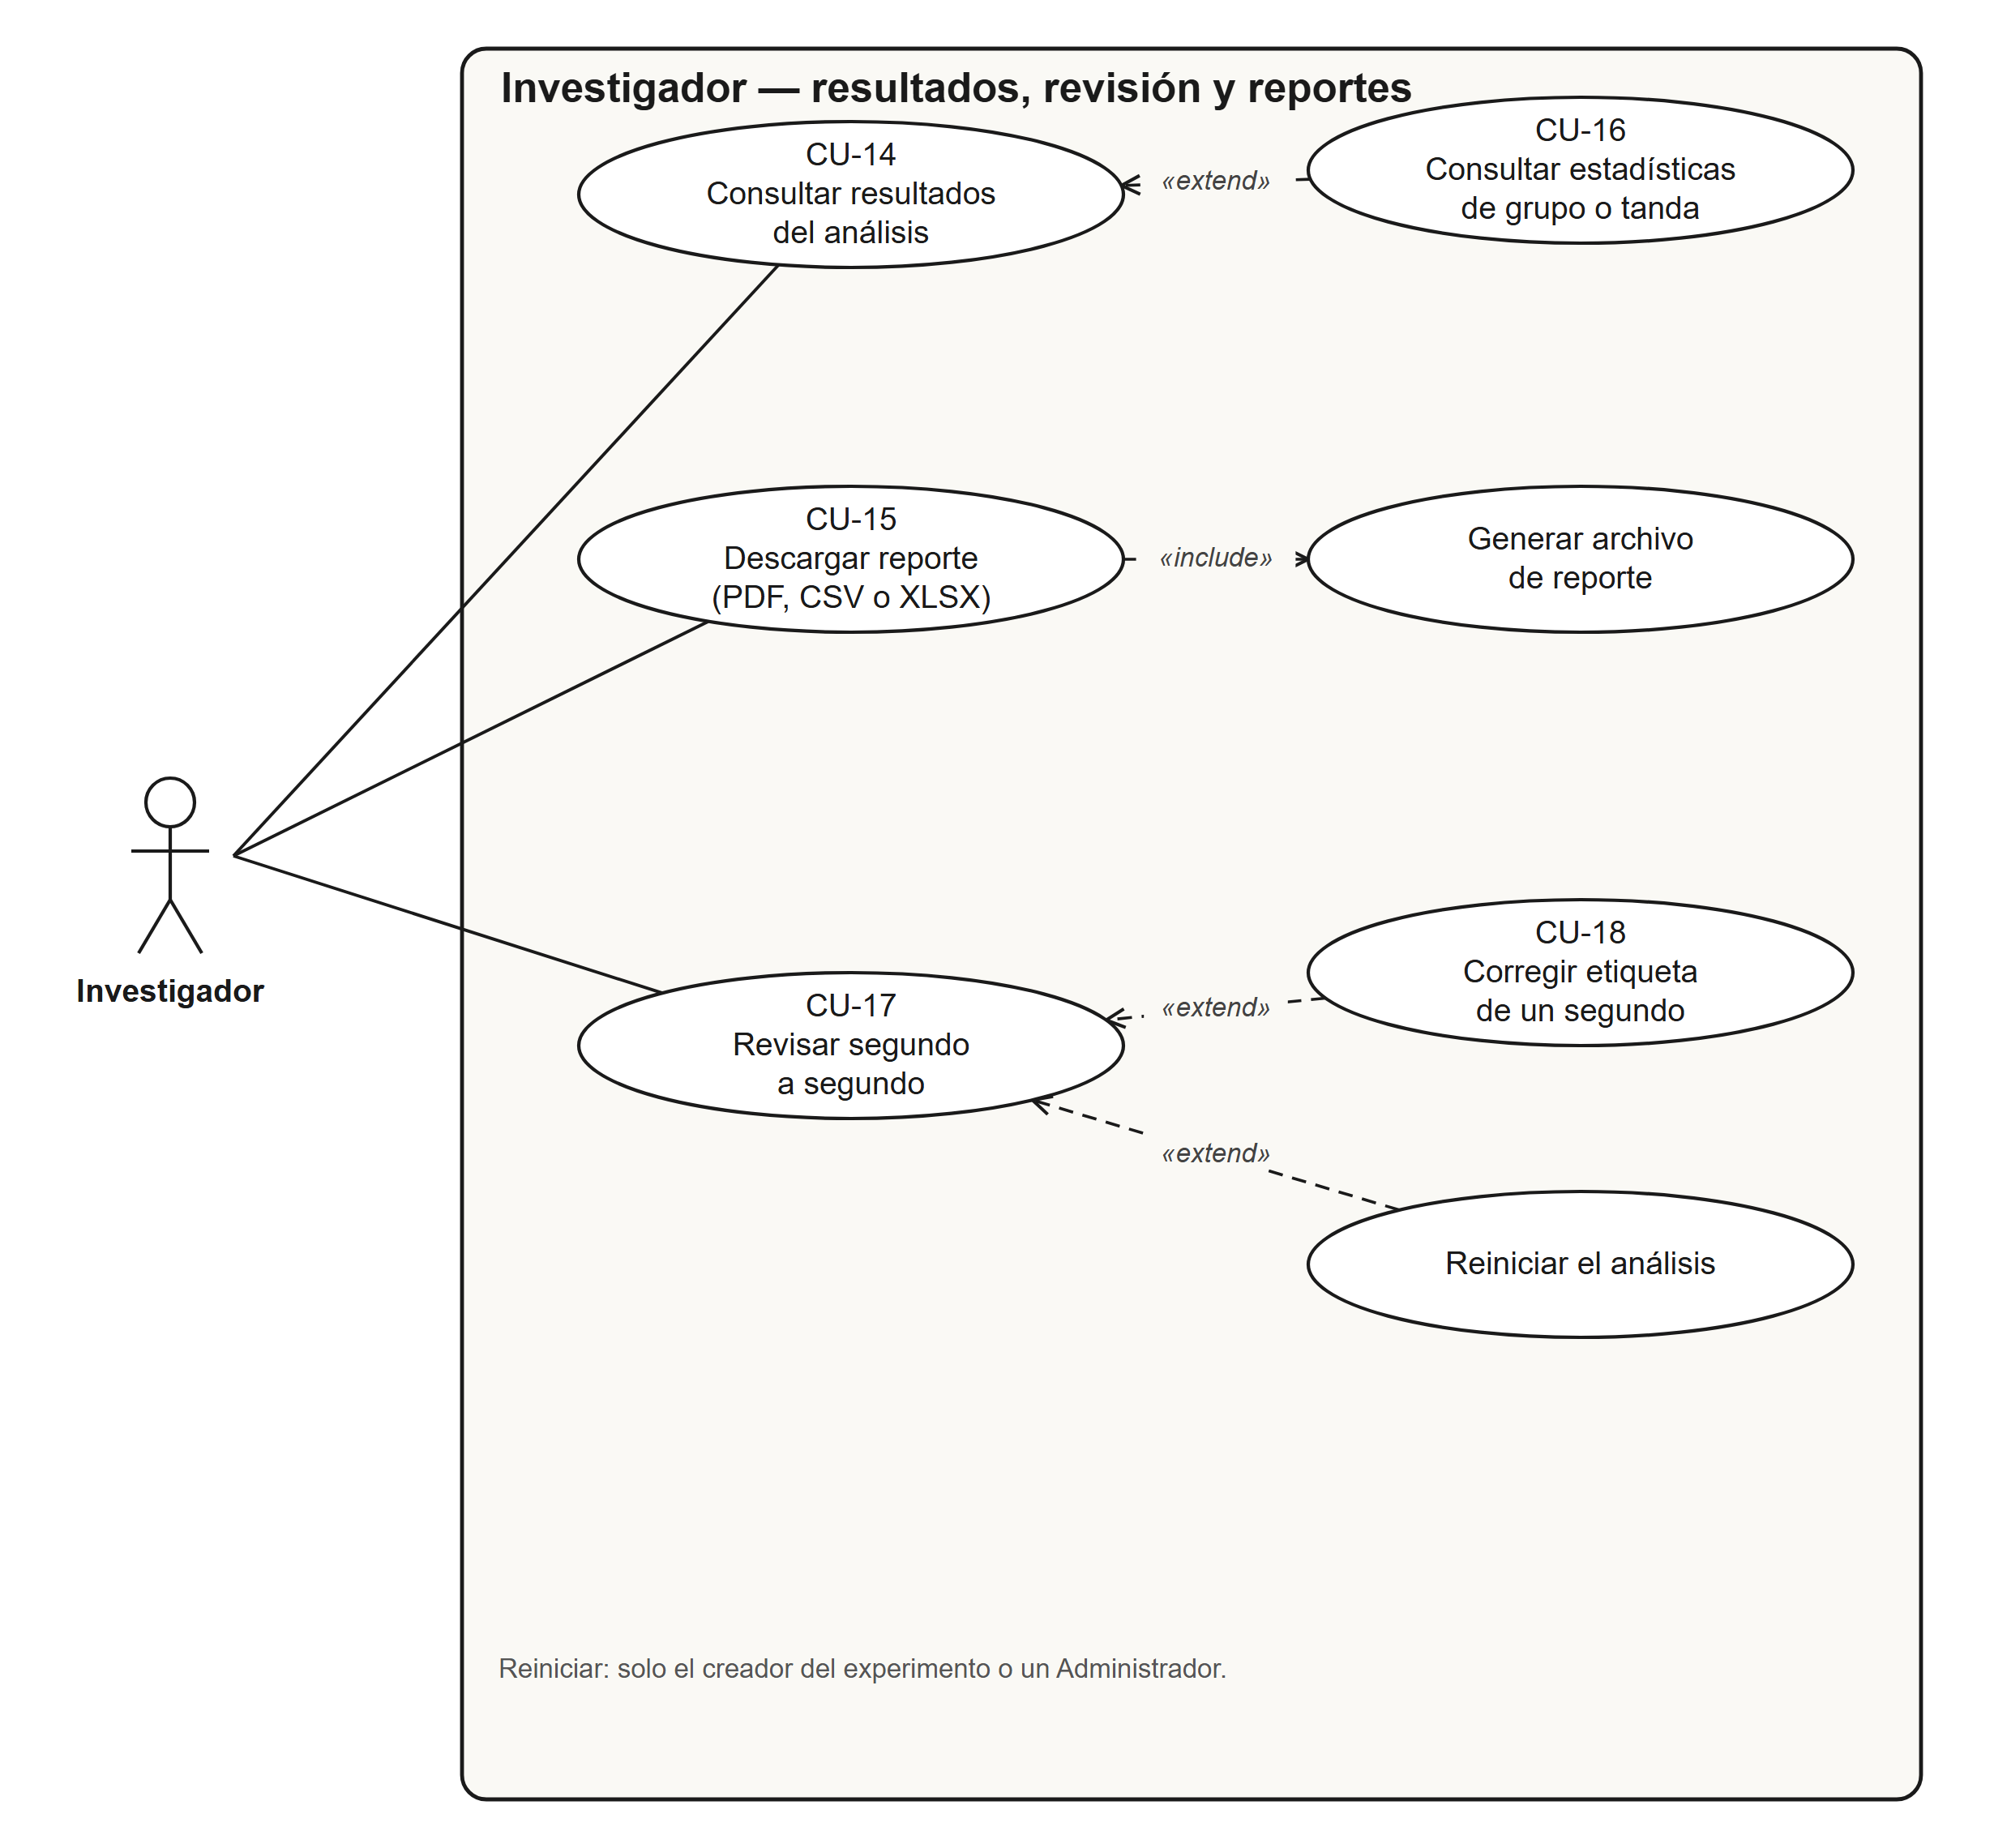 Investigador — resultados, revisión y reportes
CU-14
Consultar resultados
del análisis
«extend»
CU-16
Consultar estadísticas
de grupo o tanda
CU-15
Descargar reporte
(PDF, CSV o XLSX)
«include»
Generar archivo
de reporte
Investigador
CU-17
Revisar segundo
a segundo
«extend»
CU-18
Corregir etiqueta
de un segundo
«extend»
Reiniciar el análisis
Reiniciar: solo el creador del experimento o un Administrador.